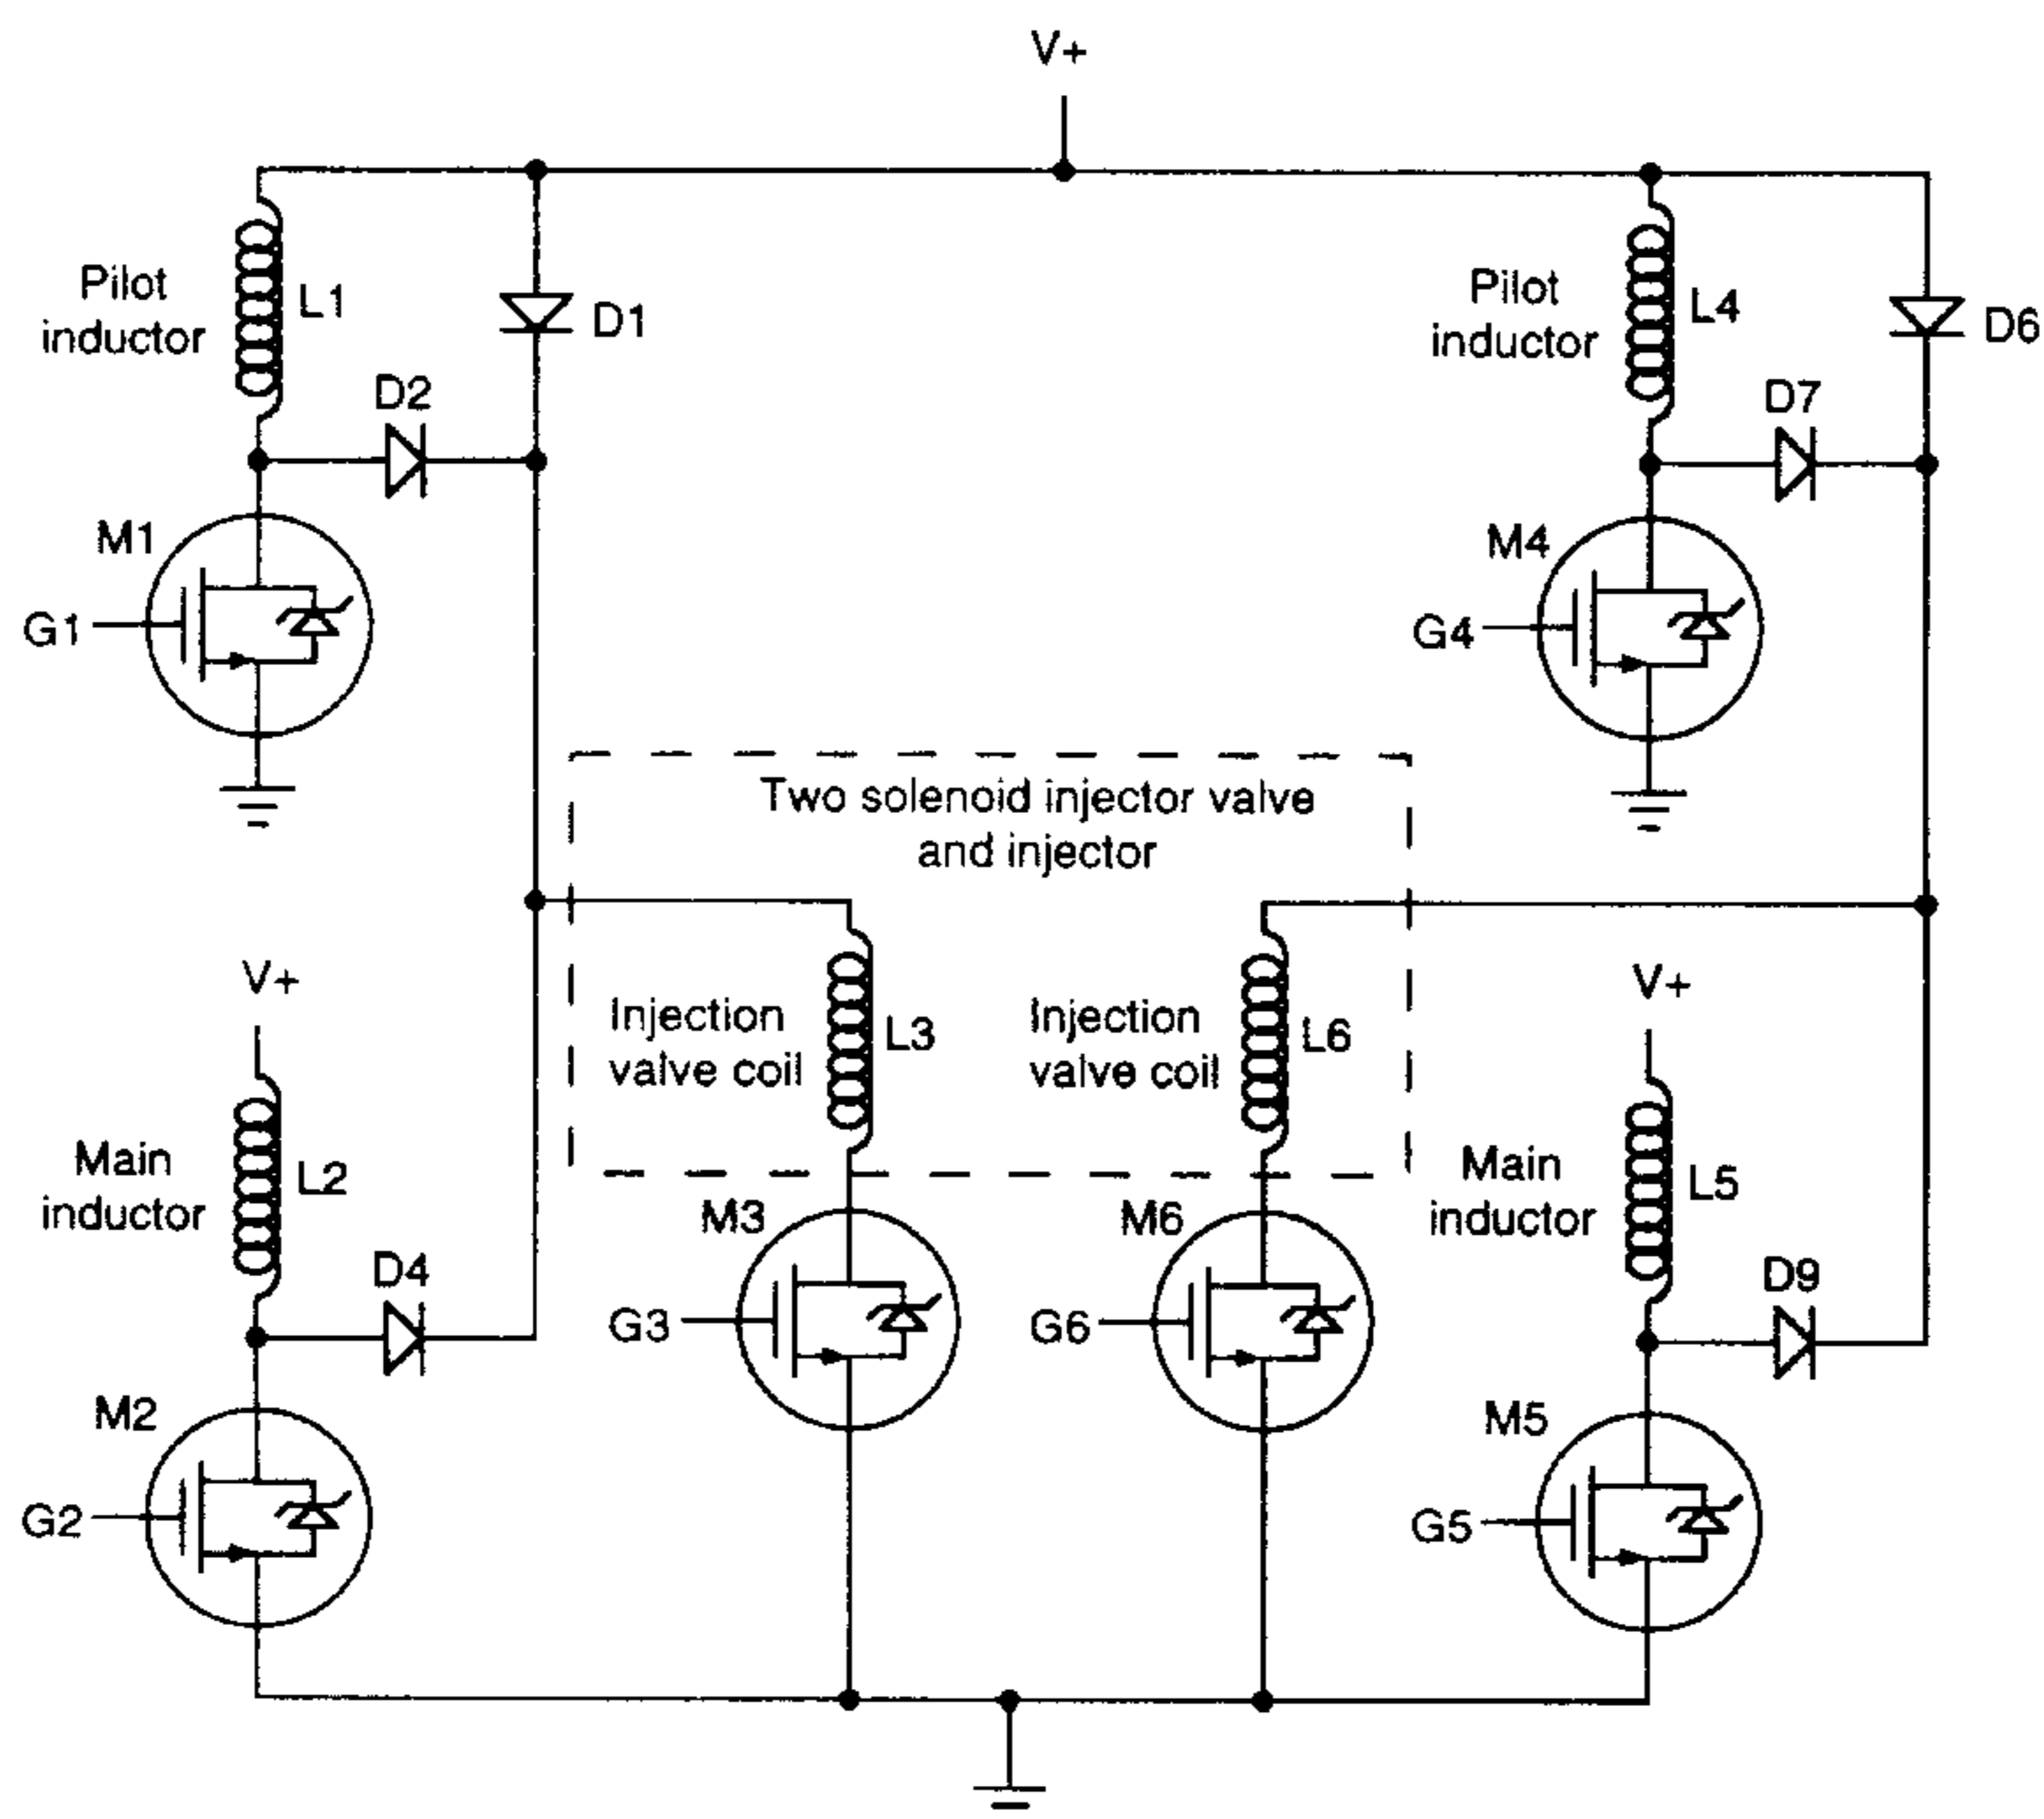 V+
Pilot
inductor
L1
D1
D2
M1
G1
Pilot
inductor
L4
D6
D7
M4
G4
Two solenoid injector valve
and injector
V+
Main
inductor
L2
D4
M2
G2
Injection
valve coil
L3
M3
G3
Injection
valve coil
L6
M6
G6
V+
Main
inductor
L5
D9
M5
G5